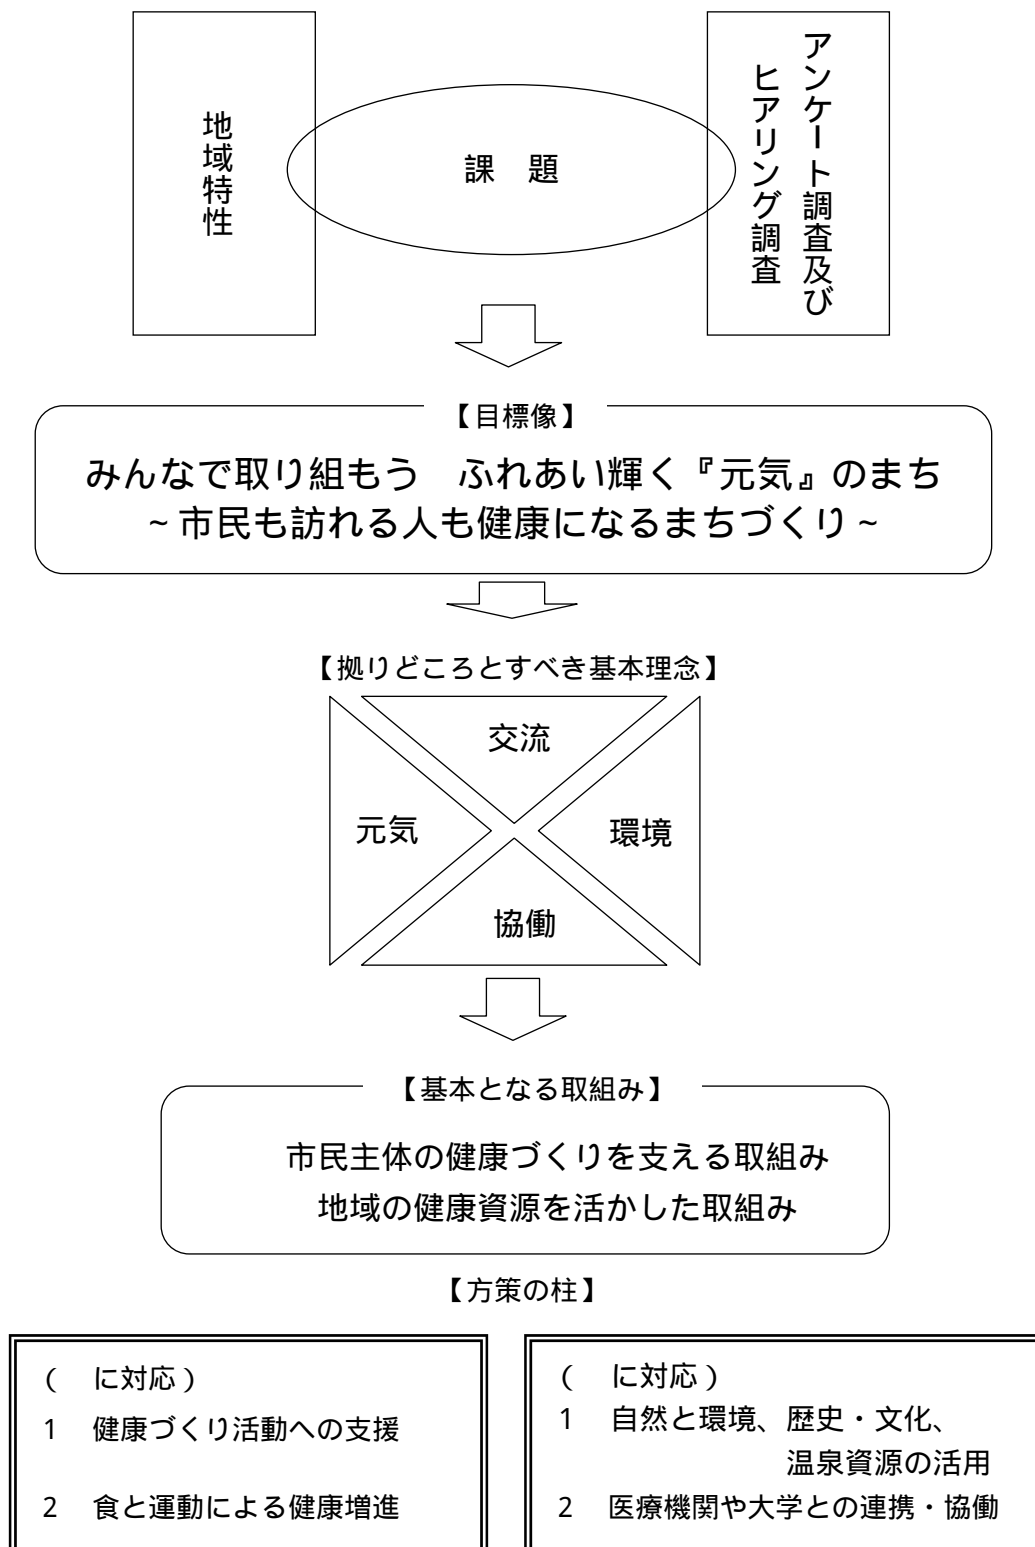 地域特性
課　題
アンケート調査及び
ヒアリング調査
【目標像】
みんなで取り組もう　ふれあい輝く『元気』のまち
～市民も訪れる人も健康になるまちづくり～
【拠りどころとすべき基本理念】
交流
元気
環境
協働
【基本となる取組み】
市民主体の健康づくりを支える取組み
地域の健康資源を活かした取組み
【方策の柱】
（　に対応）
1　健康づくり活動への支援
2　食と運動による健康増進
（　に対応）
1　自然と環境、歴史・文化、
温泉資源の活用
2　医療機関や大学との連携・協働